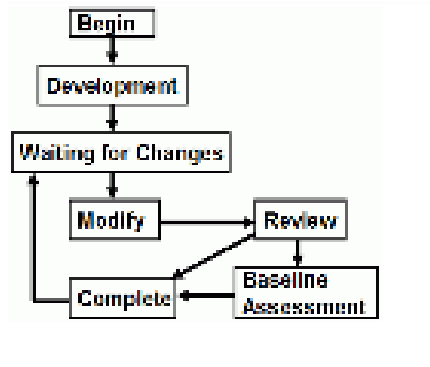 Begin
Development
Waiting for Changes
Modify
Review
Complete
Baseline
Assessment